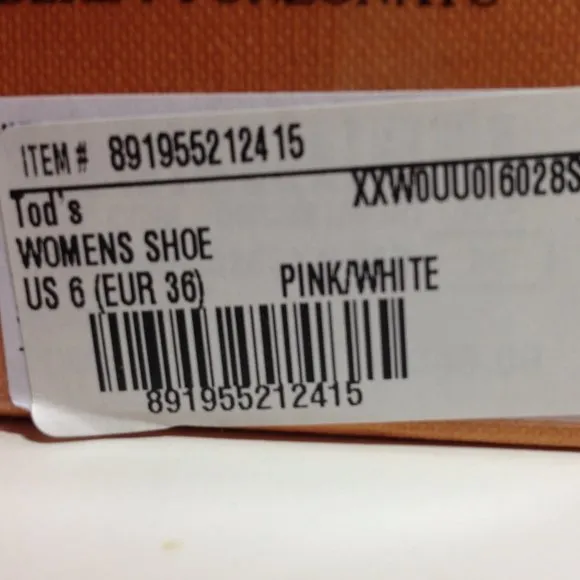 ITEM# 891955212415
Tod's
XXW0UU0I6028S
WOMENS SHOE
US 6 (EUR 36) PINK/WHITE
891955212415